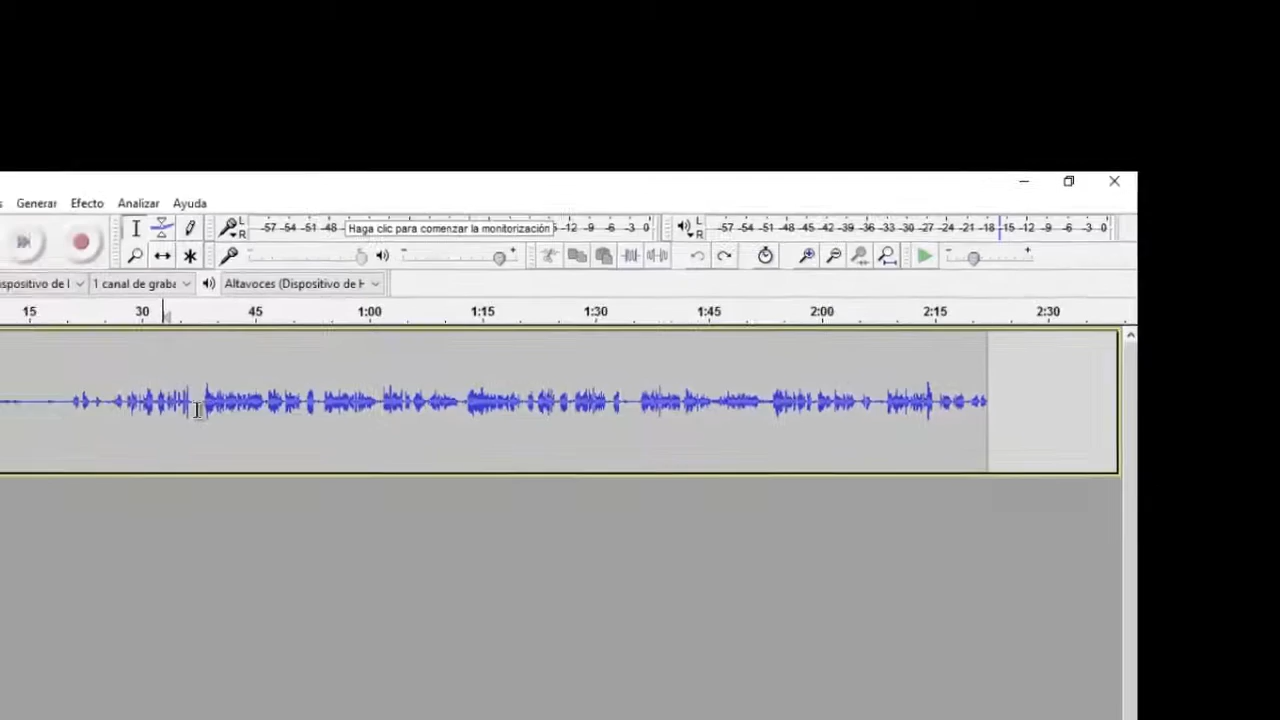 s Generar Efecto Analizar Ayuda
L R -57 -54 -51 -48 Haga clic para comenzar la monitorización -12 -9 -6 -3 0 L R -57 -54 -51 -48 -45 -42 -39 -36 -33 -30 -27 -24 -21 -18 -15 -12 -9 -6 -3 0
- + - +
spositivo de l 1 canal de graba Altavoces (Dispositivo de H
15 30 45 1:00 1:15 1:30 1:45 2:00 2:15 2:30